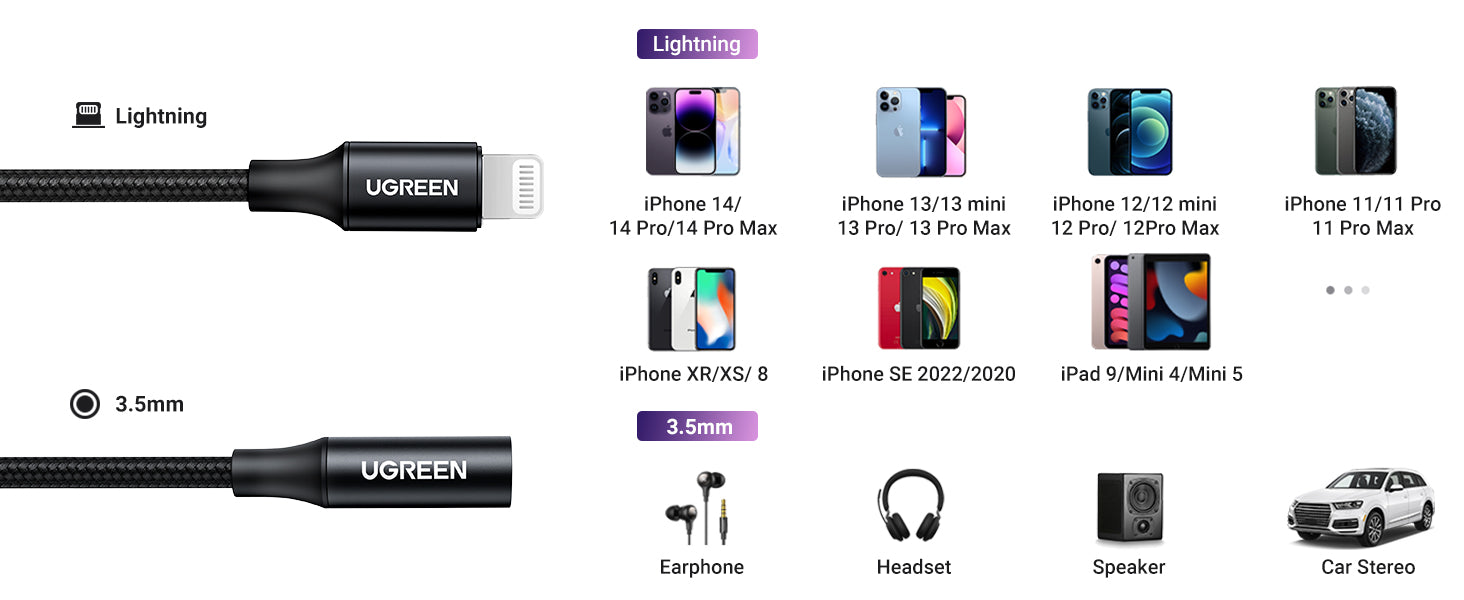 Lightning
UGREEN
3.5mm
UGREEN
Lightning
iPhone 14/
14 Pro/14 Pro Max
iPhone 13/13 mini
13 Pro/ 13 Pro Max
iPhone 12/12 mini
12 Pro/ 12Pro Max
iPhone 11/11 Pro
11 Pro Max
iPhone XR/XS/ 8
iPhone SE 2022/2020
iPad 9/Mini 4/Mini 5
3.5mm
Earphone
Headset
Speaker
Car Stereo